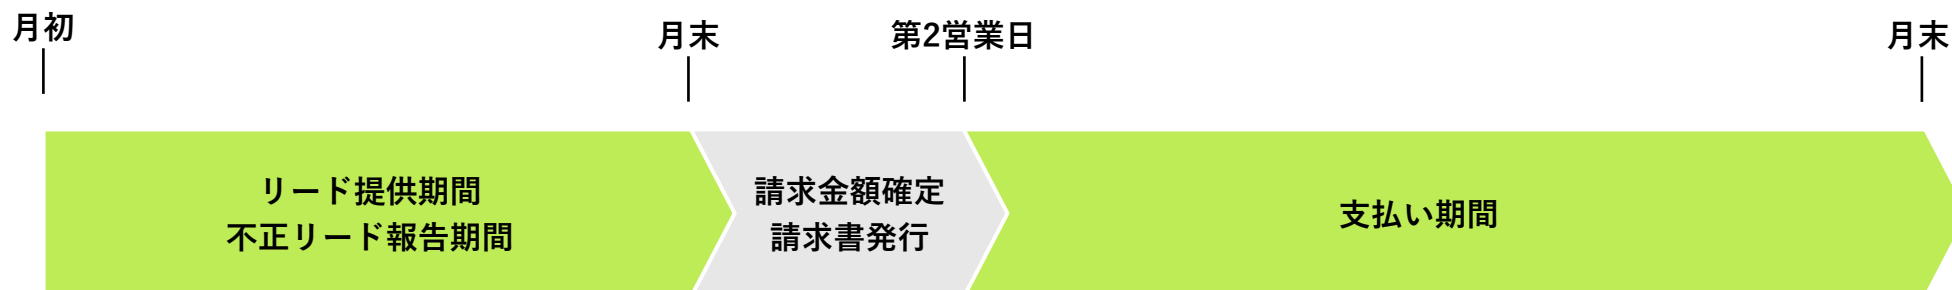 月初
月末
第2営業日
月末
リード提供期間
不正リード報告期間
請求金額確定
請求書発行
支払い期間